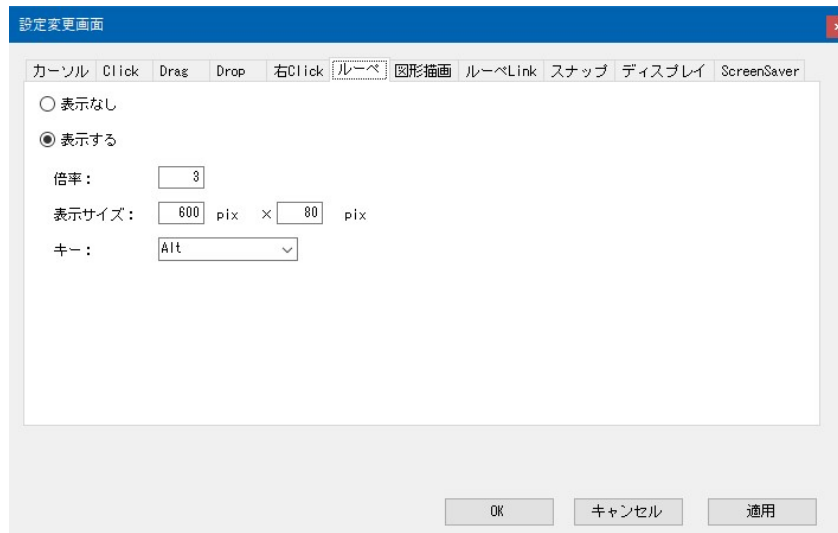 設定変更画面
カーソル Click Drag Drop 右Click ルーペ 図形描画 ルーペLink スナップ ディスプレイ ScreenSaver
表示なし
表示する
倍率： 3
表示サイズ： 600 pix × 80 pix
キー： Alt
OK キャンセル 適用